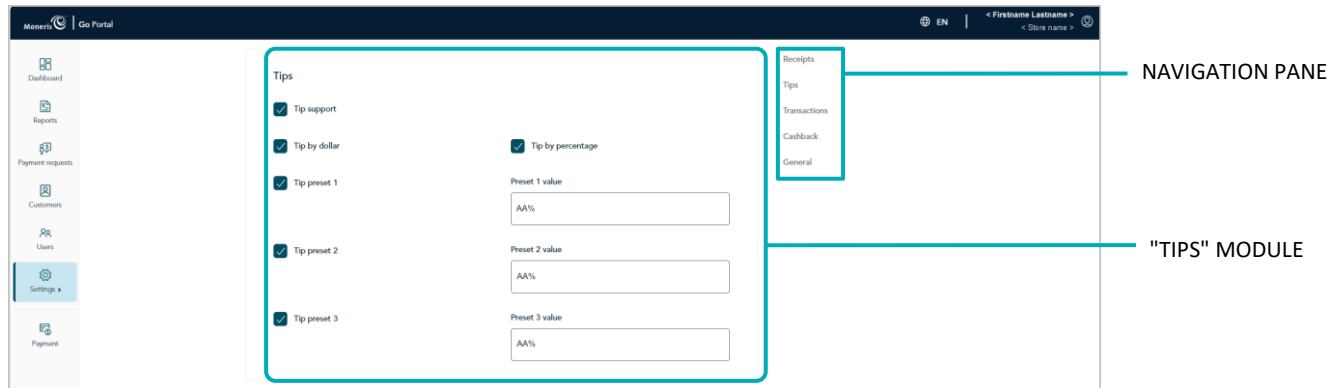 Moneris Go Portal
EN
< Firstname Lastname >
< Store name >
Dashboard
Reports
Payment requests
Customers
Users
Settings
Payment
Tips
Tip support
Tip by dollar Tip by percentage
Tip preset 1 Preset 1 value
AA%
Tip preset 2 Preset 2 value
AA%
Tip preset 3 Preset 3 value
AA%
Receipts
Tips
Transactions
Cashback
General
NAVIGATION PANE
"TIPS" MODULE